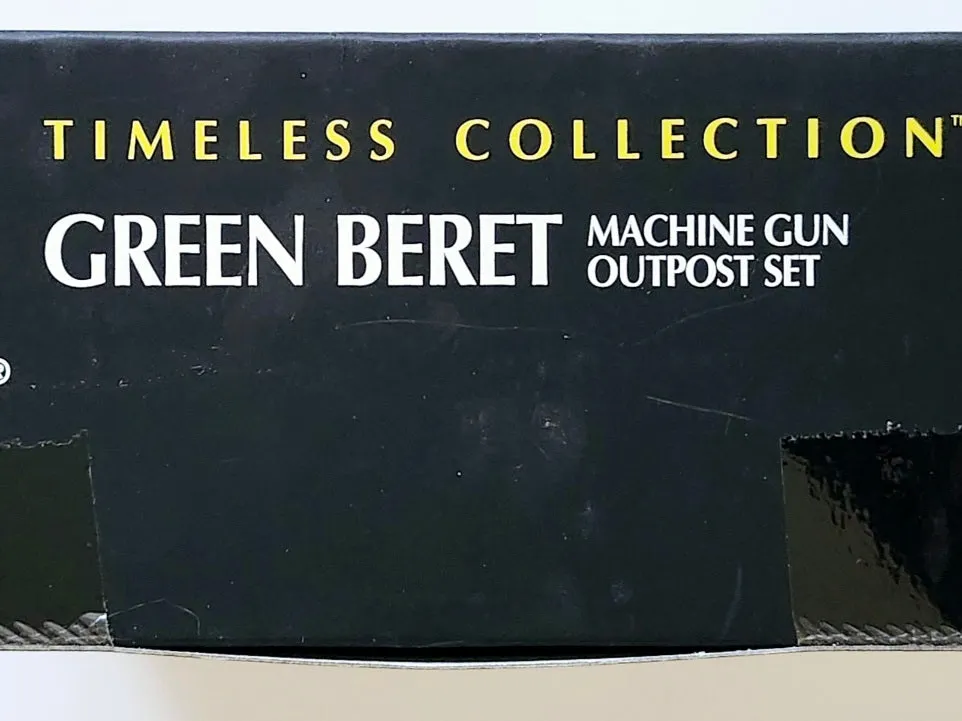 TIMELESS COLLECTION™
GREEN BERET MACHINE GUN
OUTPOST SET
®